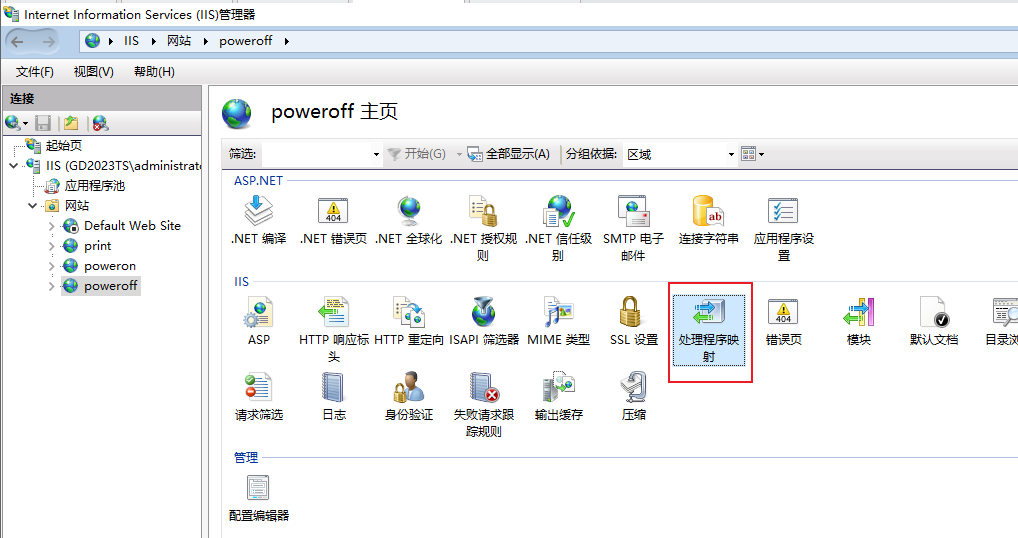 Internet Information Services (IIS)管理器
IIS
网站
poweroff
文件(F)
视图(V)
帮助(H)
连接
起始页
IIS (GD2023TS\administrato
应用程序池
网站
Default Web Site
print
poweron
poweroff
poweroff 主页
筛选:
开始(G)
全部显示(A)
分组依据:
区域
ASP.NET
.NET 编译
.NET 错误页
.NET 全球化
.NET 授权规
则
.NET 信任级
别
SMTP 电子
邮件
连接字符串
应用程序设
置
IIS
ASP
HTTP 响应标
头
HTTP 重定向
ISAPI 筛选器
MIME 类型
SSL 设置
处理程序映
射
错误页
模块
默认文档
目录浏
请求筛选
日志
身份验证
失败请求跟
踪规则
输出缓存
压缩
管理
配置编辑器